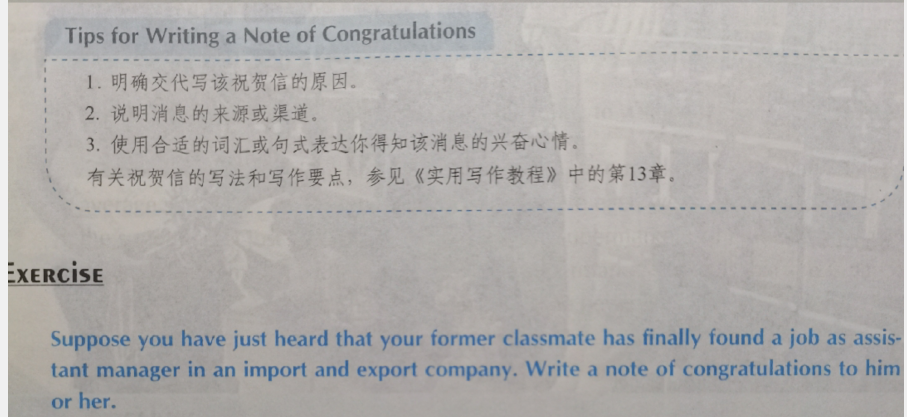 Tips for Writing a Note of Congratulations
1. 明确交代写该祝贺信的原因。
2. 说明消息的来源或渠道。
3. 使用合适的词汇或句式表达你得知该消息的兴奋心情。
有关祝贺信的写法和写作要点，参见《实用写作教程》中的第13章。
EXERCISE
Suppose you have just heard that your former classmate has finally found a job as assis-
tant manager in an import and export company. Write a note of congratulations to him
or her.